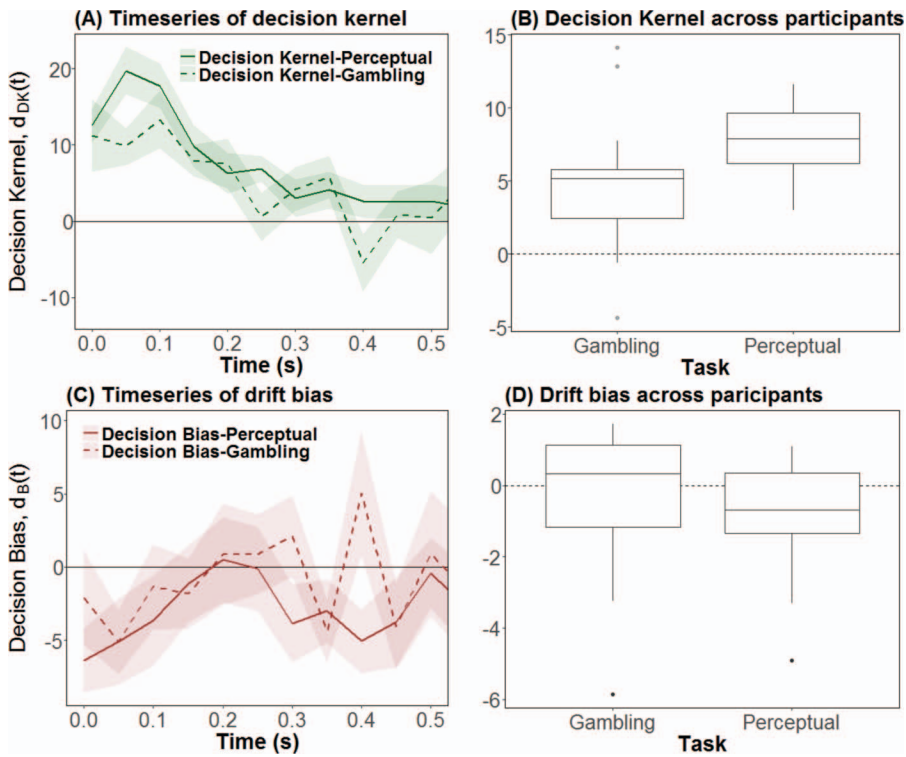 (A) Timeseries of decision kernel
Decision Kernel-Perceptual
Decision Kernel-Gambling
Decision Kernel, d_DK(t)
20
10
0
-10
0.0 0.1 0.2 0.3 0.4 0.5
Time (s)
(B) Decision Kernel across participants
15
10
5
0
-5
Gambling Perceptual
Task
(C) Timeseries of drift bias
Decision Bias-Perceptual
Decision Bias-Gambling
Decision Bias, d_B(t)
10
5
0
-5
0.0 0.1 0.2 0.3 0.4 0.5
Time (s)
(D) Drift bias across paricipants
2
0
-2
-4
-6
Gambling Perceptual
Task